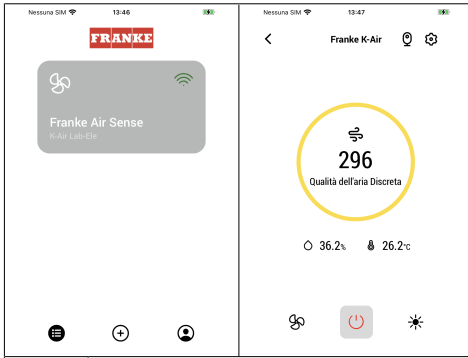 Nessuna SIM 13:46
FRANKE
Franke Air Sense
K-Air Lab-Ele
Nessuna SIM 13:47
Franke K-Air
296
Qualità dell'aria Discreta
36.2% 26.2°C